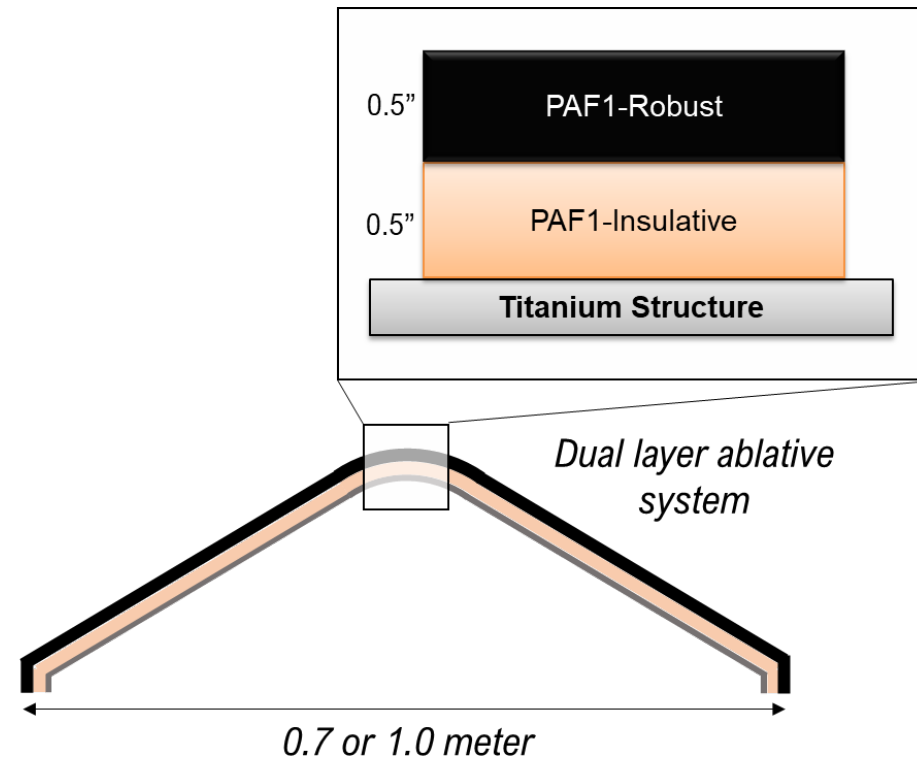 0.5”
PAF1-Robust
0.5”
PAF1-Insulative
Titanium Structure
Dual layer ablative
system
0.7 or 1.0 meter